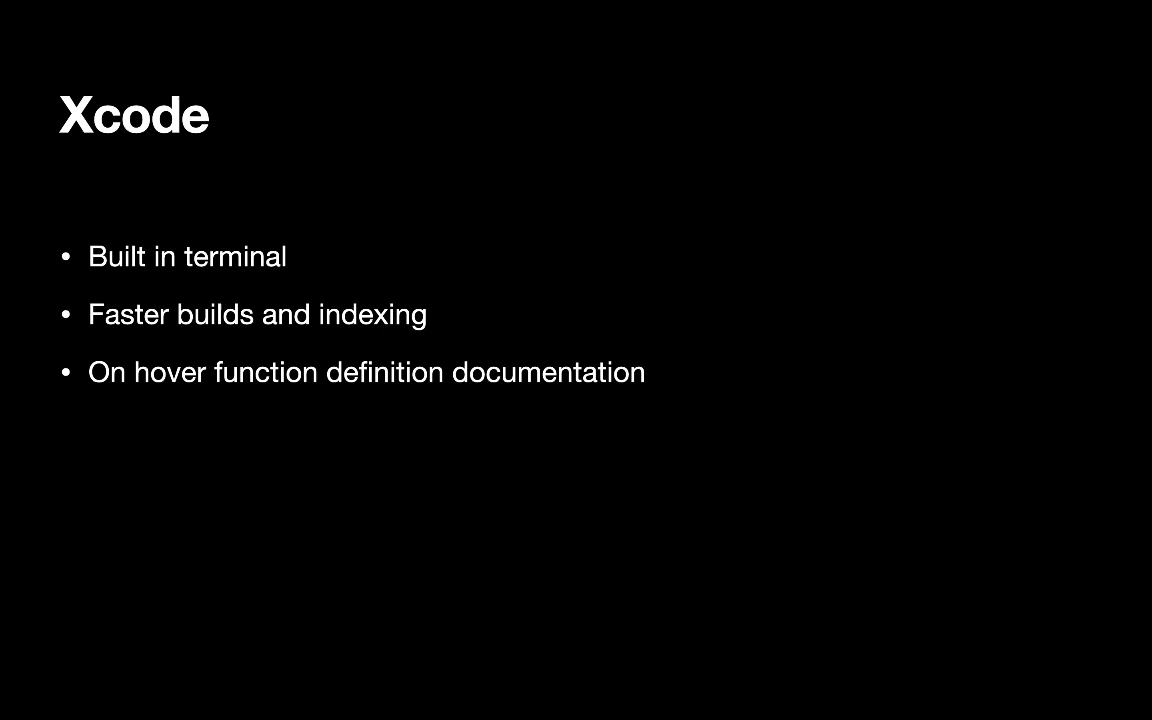 Xcode
• Built in terminal
• Faster builds and indexing
• On hover function definition documentation